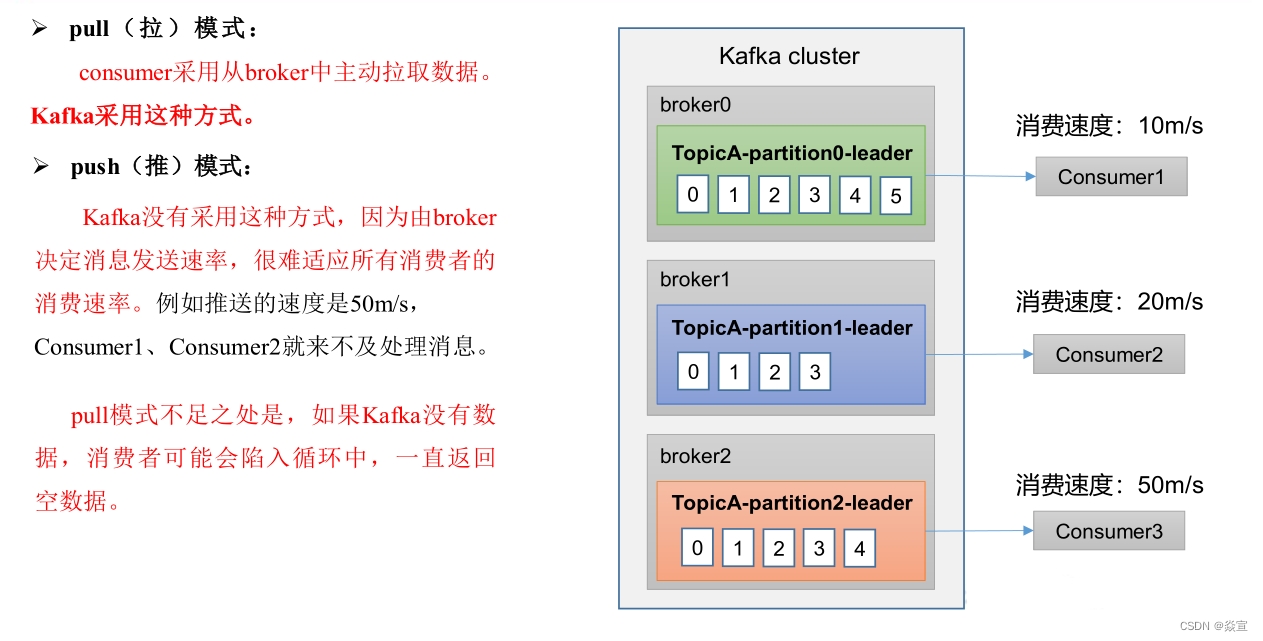 ➢ pull（拉）模式：
consumer采用从broker中主动拉取数据。
Kafka采用这种方式。
➢ push（推）模式：
Kafka没有采用这种方式，因为由broker
决定消息发送速率，很难适应所有消费者的
消费速率。例如推送的速度是50m/s，
Consumer1、Consumer2就来不及处理消息。
pull模式不足之处是，如果Kafka没有数
据，消费者可能会陷入循环中，一直返回
空数据。
Kafka cluster
broker0
TopicA-partition0-leader
0 1 2 3 4 5
消费速度：10m/s
Consumer1
broker1
TopicA-partition1-leader
0 1 2 3
消费速度：20m/s
Consumer2
broker2
TopicA-partition2-leader
0 1 2 3 4
消费速度：50m/s
Consumer3
CSDN @焱宣